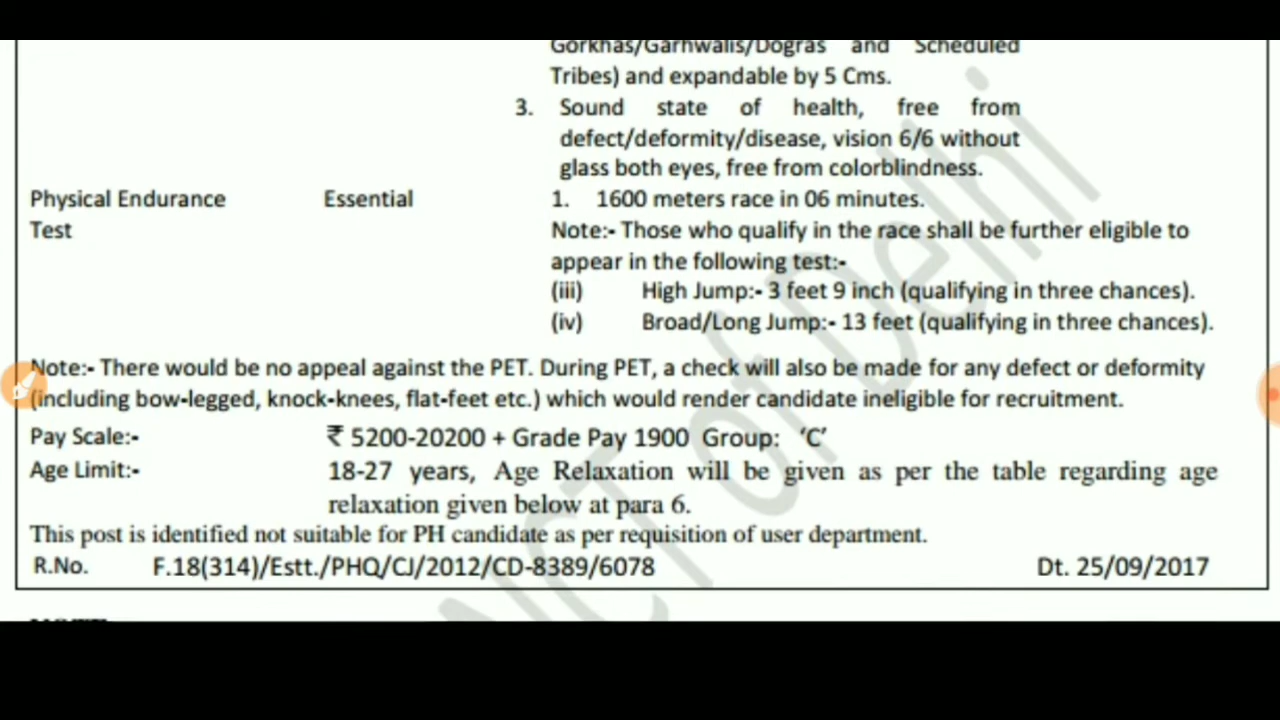 Gorkhas/Garhwalis/Dogras and Scheduled
Tribes) and expandable by 5 Cms.
3. Sound state of health, free from
defect/deformity/disease, vision 6/6 without
glass both eyes, free from colorblindness.
Physical Endurance Essential 1. 1600 meters race in 06 minutes.
Test Note:- Those who qualify in the race shall be further eligible to
appear in the following test:-
(iii) High Jump:- 3 feet 9 inch (qualifying in three chances).
(iv) Broad/Long Jump:- 13 feet (qualifying in three chances).
Note:- There would be no appeal against the PET. During PET, a check will also be made for any defect or deformity
(including bow-legged, knock-knees, flat-feet etc.) which would render candidate ineligible for recruitment.
Pay Scale:- ₹ 5200-20200 + Grade Pay 1900 Group: ‘C’
Age Limit:- 18-27 years, Age Relaxation will be given as per the table regarding age
relaxation given below at para 6.
This post is identified not suitable for PH candidate as per requisition of user department.
R.No. F.18(314)/Estt./PHQ/CJ/2012/CD-8389/6078 Dt. 25/09/2017
NCT of Delhi